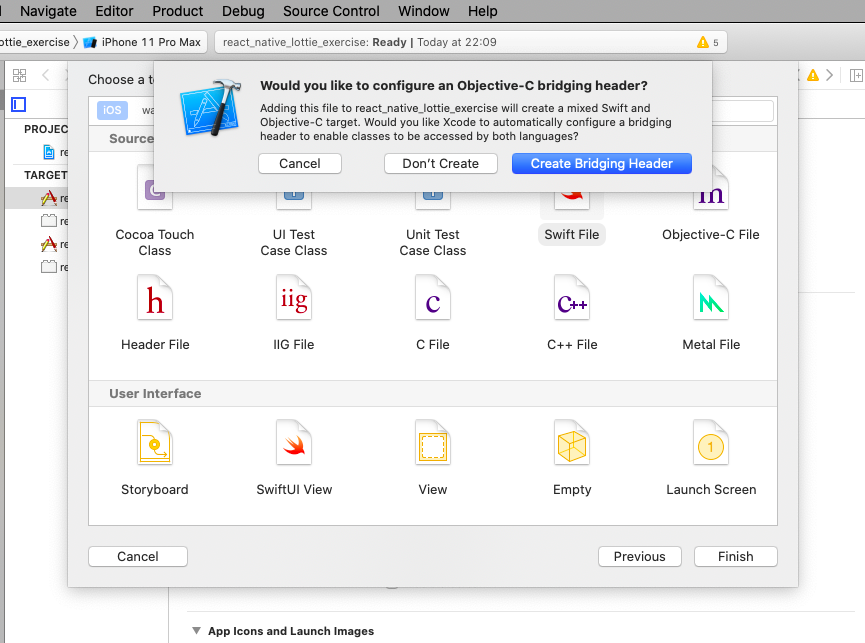 Navigate Editor Product Debug Source Control Window Help
ottie_exercise iPhone 11 Pro Max react_native_lottie_exercise: Ready | Today at 22:09 5
Choose a te
Would you like to configure an Objective-C bridging header?
Adding this file to react_native_lottie_exercise will create a mixed Swift and
Objective-C target. Would you like Xcode to automatically configure a bridging
header to enable classes to be accessed by both languages?
Cancel Don't Create Create Bridging Header
iOS wa
PROJEC
re
TARGET
re
re
re
re
Source
Cocoa Touch
Class
UI Test
Case Class
Unit Test
Case Class
Swift File
m
Objective-C File
h
Header File
iig
IIG File
c
C File
C++
C++ File
Metal File
User Interface
Storyboard
SwiftUI View
View
Empty
1
Launch Screen
Cancel Previous Finish
App Icons and Launch Images